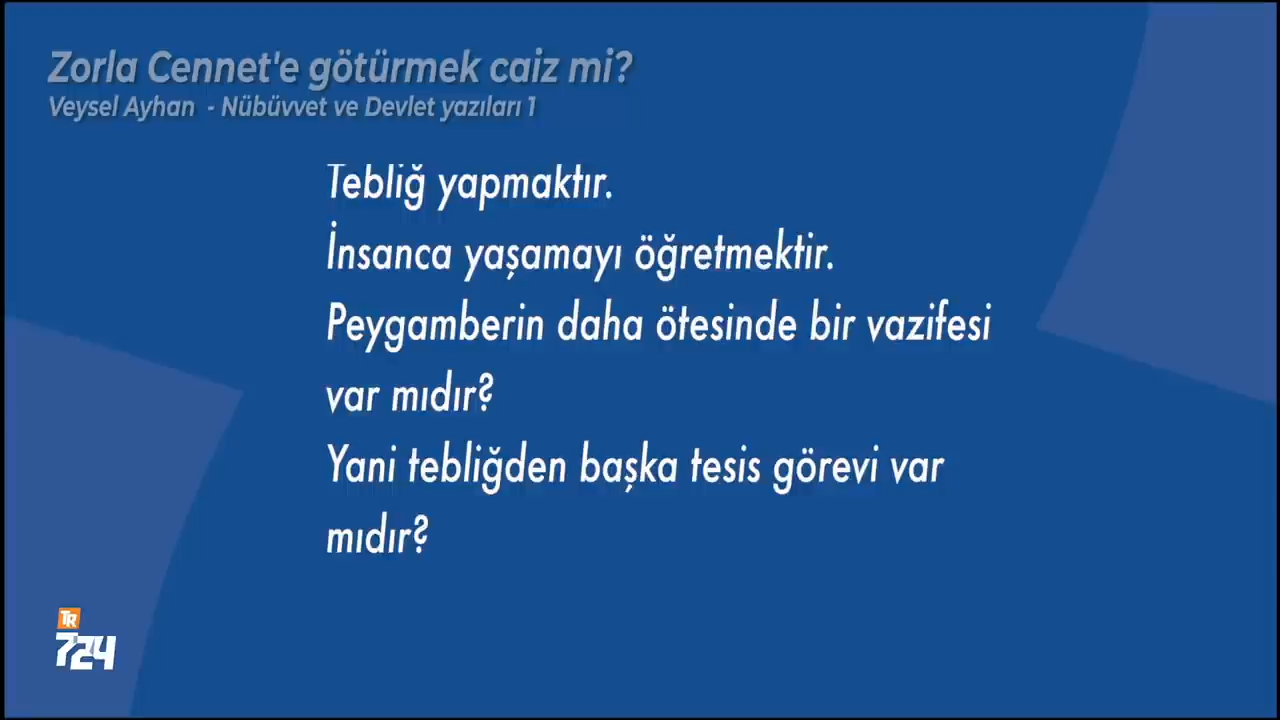 Zorla Cennet'e götürmek caiz mi?
Veysel Ayhan - Nübüvvet ve Devlet yazıları 1
Tebliğ yapmaktır.
İnsanca yaşamayı öğretmektir.
Peygamberin daha ötesinde bir vazifesi
var mıdır?
Yani tebliğden başka tesis görevi var
mıdır?
TR
724